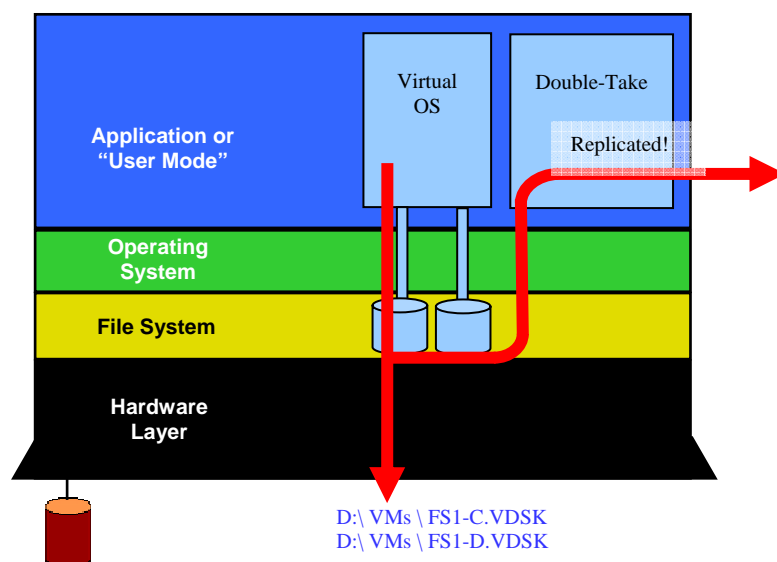 Virtual
OS
Double-Take
Replicated!
Application or
“User Mode”
Operating
System
File System
Hardware
Layer
D:\ VMs \ FS1-C.VDSK
D:\ VMs \ FS1-D.VDSK